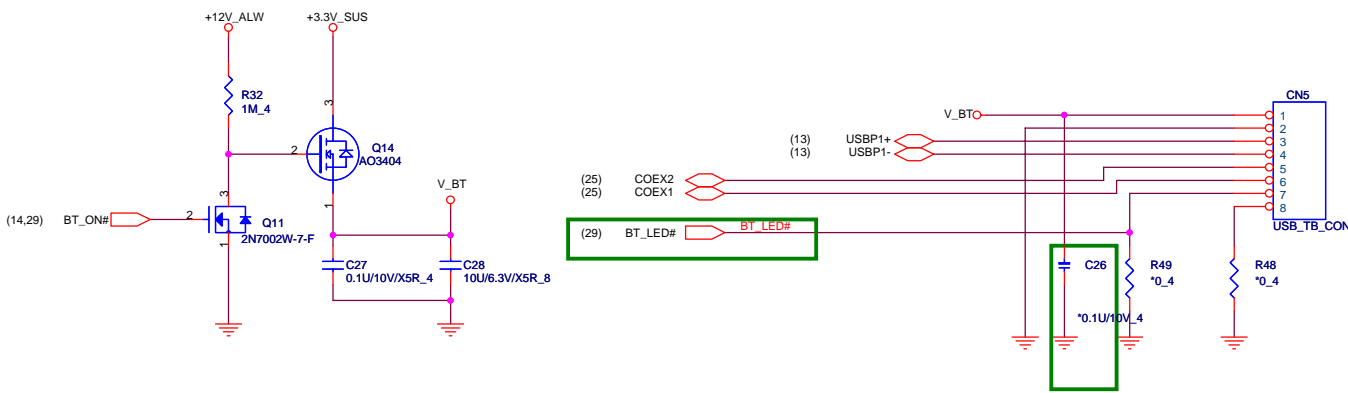 +12V_ALW
+3.3V_SUS
R32
1M_4
3
2
Q14
AO3404
1
V_BT
(14,29) BT_ON#
2
3
1
Q11
2N7002W-7-F
C27
0.1U/10V/X5R_4
C28
10U/6.3V/X5R_8
CN5
V_BT
(13) USBP1+
(13) USBP1-
(25) COEX2
(25) COEX1
(29) BT_LED#
BT_LED#
1
2
3
4
5
6
7
8
USB_TB_CON
C26
*0.1U/10V_4
R49
*0_4
R48
*0_4